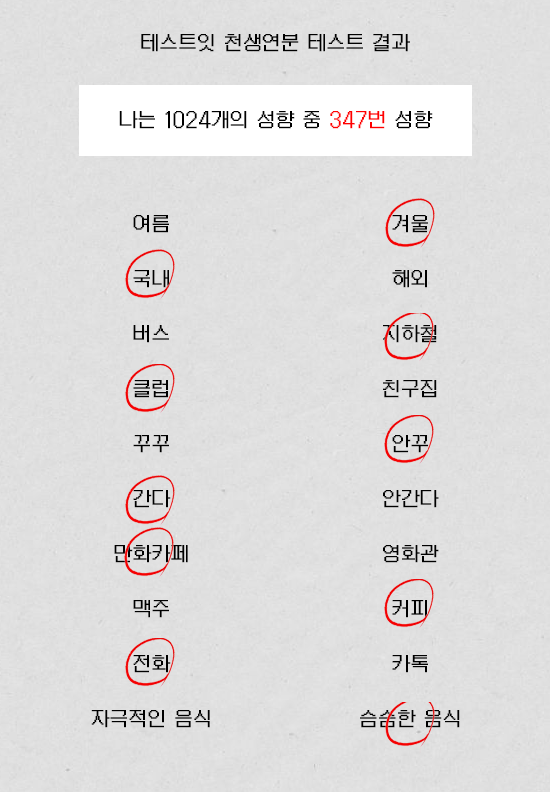 테스트잇 천생연분 테스트 결과
나는 1024개의 성향 중 347번 성향
여름 겨울
국내 해외
버스 지하철
클럽 친구집
꾸꾸 안꾸
간다 안간다
만화카페 영화관
맥주 커피
전화 카톡
자극적인 음식 슴슴한 음식